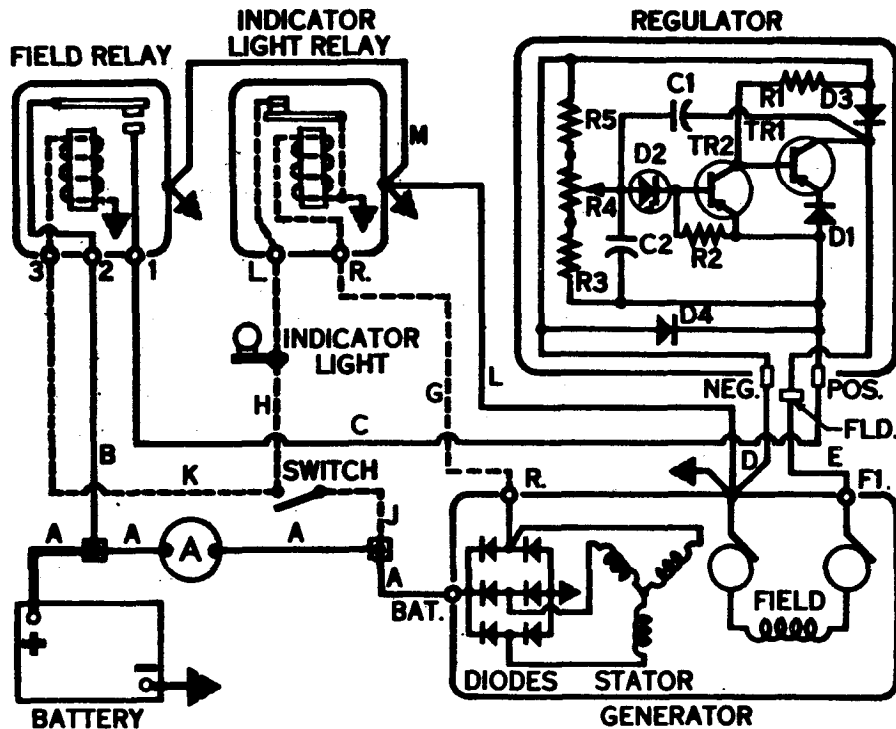 INDICATOR
LIGHT RELAY
REGULATOR
FIELD RELAY
C1
R1
D3
M
R5
TR1
D2
TR2
R4
C2
R2
D1
R3
3
2
1
L.
R.
D4
INDICATOR
LIGHT
NEG.
POS.
L
H
G
C
FLD.
B
D
E
K
SWITCH
R.
F1.
J
A
A
A
A
A
BAT.
FIELD
+
−
DIODES
STATOR
BATTERY
GENERATOR